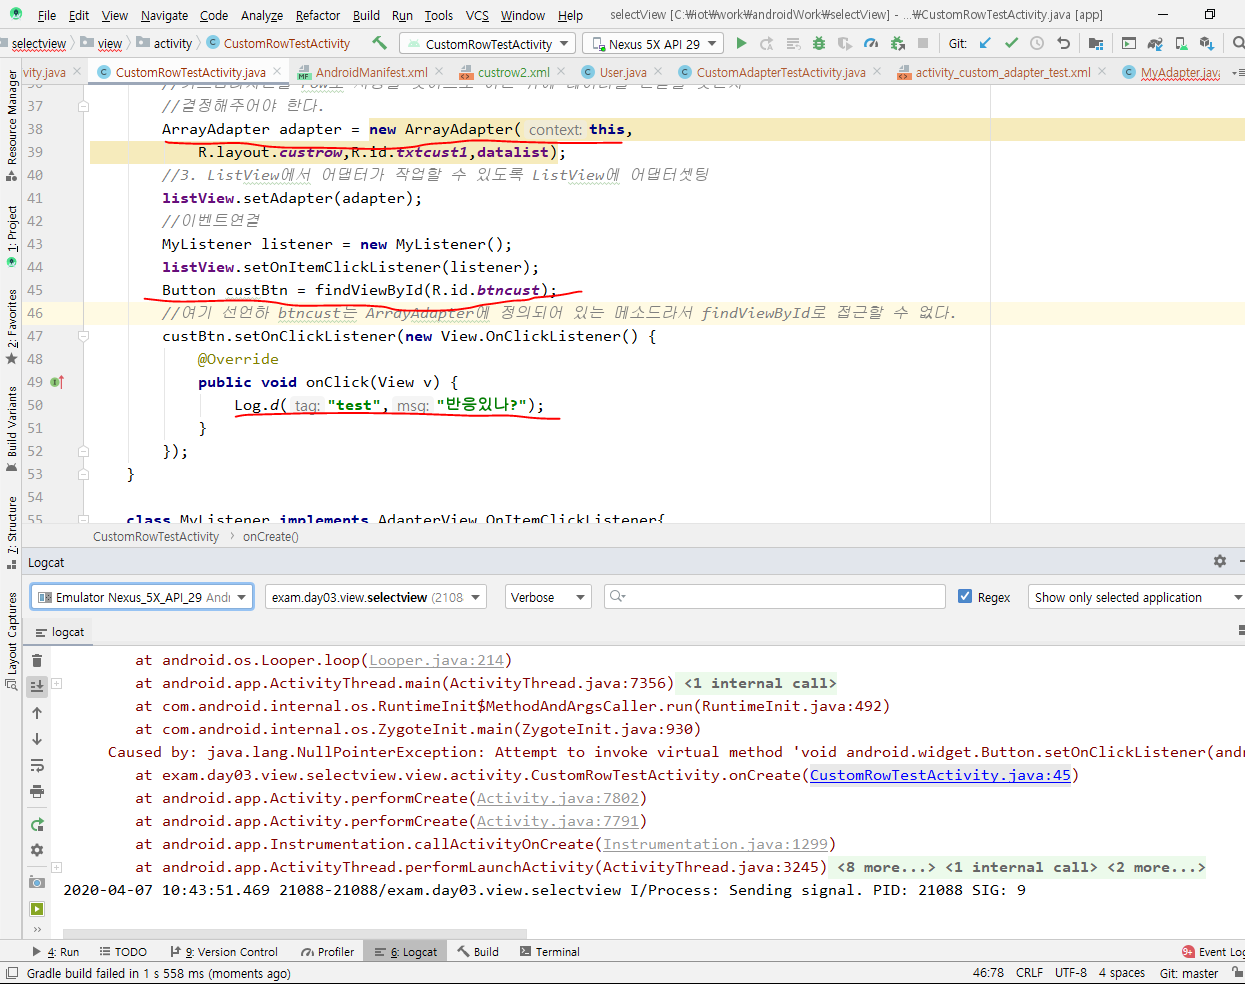 File Edit View Navigate Code Analyze Refactor Build Run Tools VCS Window Help selectView [C:₩iot₩work₩androidWork₩selectView] - ...₩CustomRowTestActivity.java [app]
selectview view activity CustomRowTestActivity CustomRowTestActivity Nexus 5X API 29 Git:
vity.java CustomRowTestActivity.java AndroidManifest.xml custrow2.xml User.java CustomAdapterTestActivity.java activity_custom_adapter_test.xml MyAdapter.java
Resource Manager
1: Project
2: Favorites
Build Variants
7: Structure
Layout Captures
37 //결정해주어야 한다.
38 ArrayAdapter adapter = new ArrayAdapter( context: this,
39 R.layout.custrow,R.id.txtcust1,datalist);
40 //3. ListView에서 어댑터가 작업할 수 있도록 ListView에 어댑터셋팅
41 listView.setAdapter(adapter);
42 //이벤트연결
43 MyListener listener = new MyListener();
44 listView.setOnItemClickListener(listener);
45 Button custBtn = findViewById(R.id.btncust);
46 //여기 선언하 btncust는 ArrayAdapter에 정의되어 있는 메소드라서 findViewById로 접근할 수 없다.
47 custBtn.setOnClickListener(new View.OnClickListener() {
48 @Override
49 public void onClick(View v) {
50 Log.d( tag: "test", msg: "반응있나?");
51 }
52 });
53 }
54
55 class MyListener implements AdapterView.OnItemClickListener{
CustomRowTestActivity onCreate()
Logcat
Emulator Nexus_5X_API_29 Andr exam.day03.view.selectview (2108 Verbose Regex Show only selected application
logcat
at android.os.Looper.loop(Looper.java:214)
at android.app.ActivityThread.main(ActivityThread.java:7356) <1 internal call>
at com.android.internal.os.RuntimeInit$MethodAndArgsCaller.run(RuntimeInit.java:492)
at com.android.internal.os.ZygoteInit.main(ZygoteInit.java:930)
Caused by: java.lang.NullPointerException: Attempt to invoke virtual method 'void android.widget.Button.setOnClickListener(andr
at exam.day03.view.selectview.view.activity.CustomRowTestActivity.onCreate(CustomRowTestActivity.java:45)
at android.app.Activity.performCreate(Activity.java:7802)
at android.app.Activity.performCreate(Activity.java:7791)
at android.app.Instrumentation.callActivityOnCreate(Instrumentation.java:1299)
at android.app.ActivityThread.performLaunchActivity(ActivityThread.java:3245) <8 more...> <1 internal call> <2 more...>
2020-04-07 10:43:51.469 21088-21088/exam.day03.view.selectview I/Process: Sending signal. PID: 21088 SIG: 9
4: Run TODO 9: Version Control Profiler 6: Logcat Build Terminal 9+ Event Log
Gradle build failed in 1 s 558 ms (moments ago) 46:78 CRLF UTF-8 4 spaces Git: master